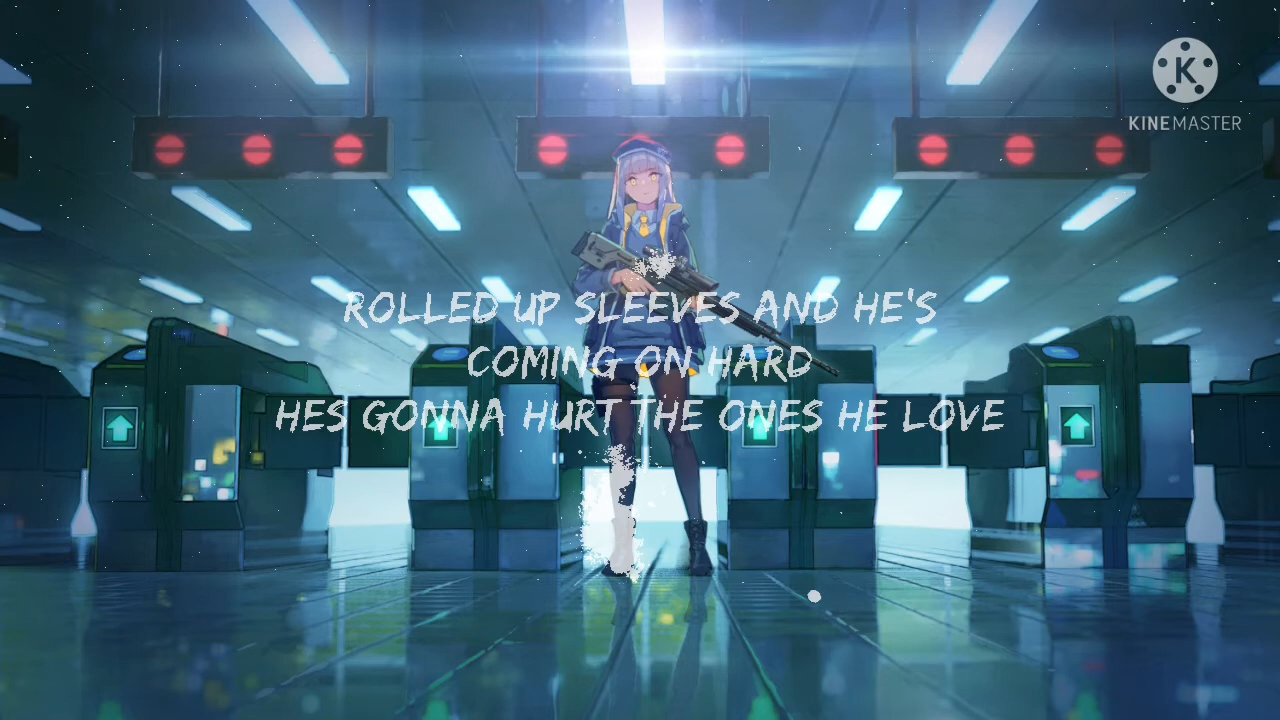 K
KINEMASTER
ROLLED UP SLEEVES AND HE'S
COMING ON HARD
HES GONNA HURT THE ONES HE LOVE